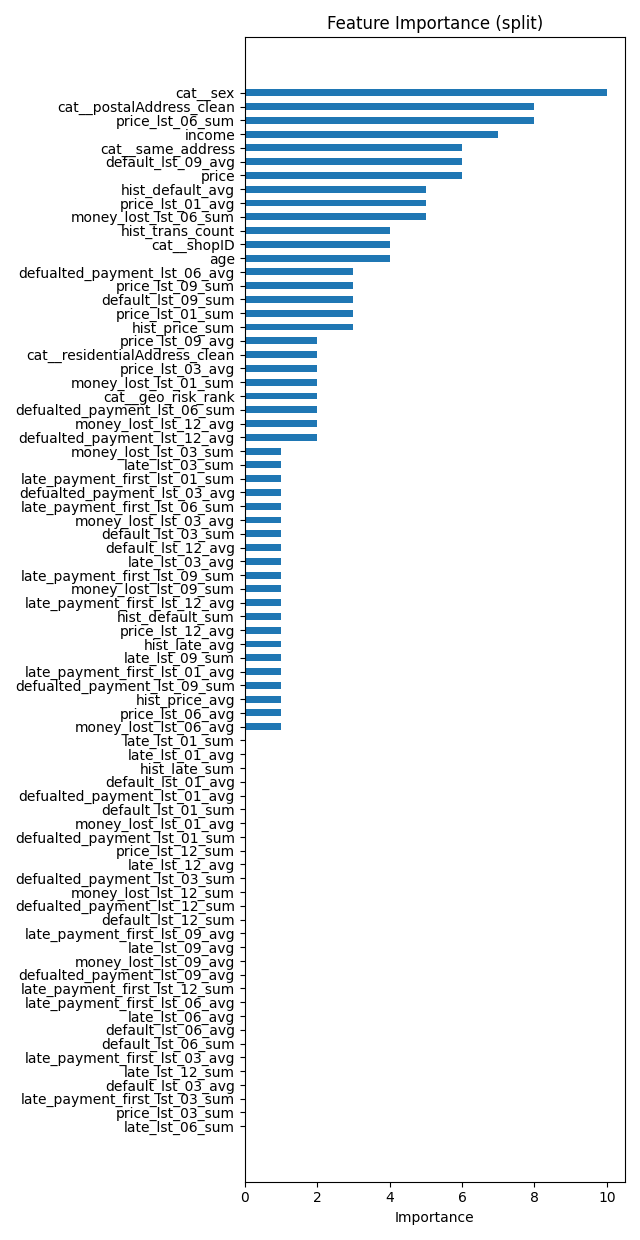 Feature Importance (split)
cat__sex
cat__postalAddress_clean
price_lst_06_sum
income
cat__same_address
default_lst_09_avg
price
hist_default_avg
price_lst_01_avg
money_lost_lst_06_sum
hist_trans_count
cat__shopID
age
defualted_payment_lst_06_avg
price_lst_09_sum
default_lst_09_sum
price_lst_01_sum
hist_price_sum
price_lst_09_avg
cat__residentialAddress_clean
price_lst_03_avg
money_lost_lst_01_sum
cat__geo_risk_rank
defualted_payment_lst_06_sum
money_lost_lst_12_avg
defualted_payment_lst_12_avg
money_lost_lst_03_sum
late_lst_03_sum
late_payment_first_lst_01_sum
defualted_payment_lst_03_avg
late_payment_first_lst_06_sum
money_lost_lst_03_avg
default_lst_03_sum
default_lst_12_avg
late_lst_03_avg
late_payment_first_lst_09_sum
money_lost_lst_09_sum
late_payment_first_lst_12_avg
hist_default_sum
price_lst_12_avg
hist_late_avg
late_lst_09_sum
late_payment_first_lst_01_avg
defualted_payment_lst_09_sum
hist_price_avg
price_lst_06_avg
money_lost_lst_06_avg
late_lst_01_sum
late_lst_01_avg
hist_late_sum
default_lst_01_avg
defualted_payment_lst_01_avg
default_lst_01_sum
money_lost_lst_01_avg
defualted_payment_lst_01_sum
price_lst_12_sum
late_lst_12_avg
defualted_payment_lst_03_sum
money_lost_lst_12_sum
defualted_payment_lst_12_sum
default_lst_12_sum
late_payment_first_lst_09_avg
late_lst_09_avg
money_lost_lst_09_avg
defualted_payment_lst_09_avg
late_payment_first_lst_12_sum
late_payment_first_lst_06_avg
late_lst_06_avg
default_lst_06_avg
default_lst_06_sum
late_payment_first_lst_03_avg
late_lst_12_sum
default_lst_03_avg
late_payment_first_lst_03_sum
price_lst_03_sum
late_lst_06_sum
0 2 4 6 8 10
Importance